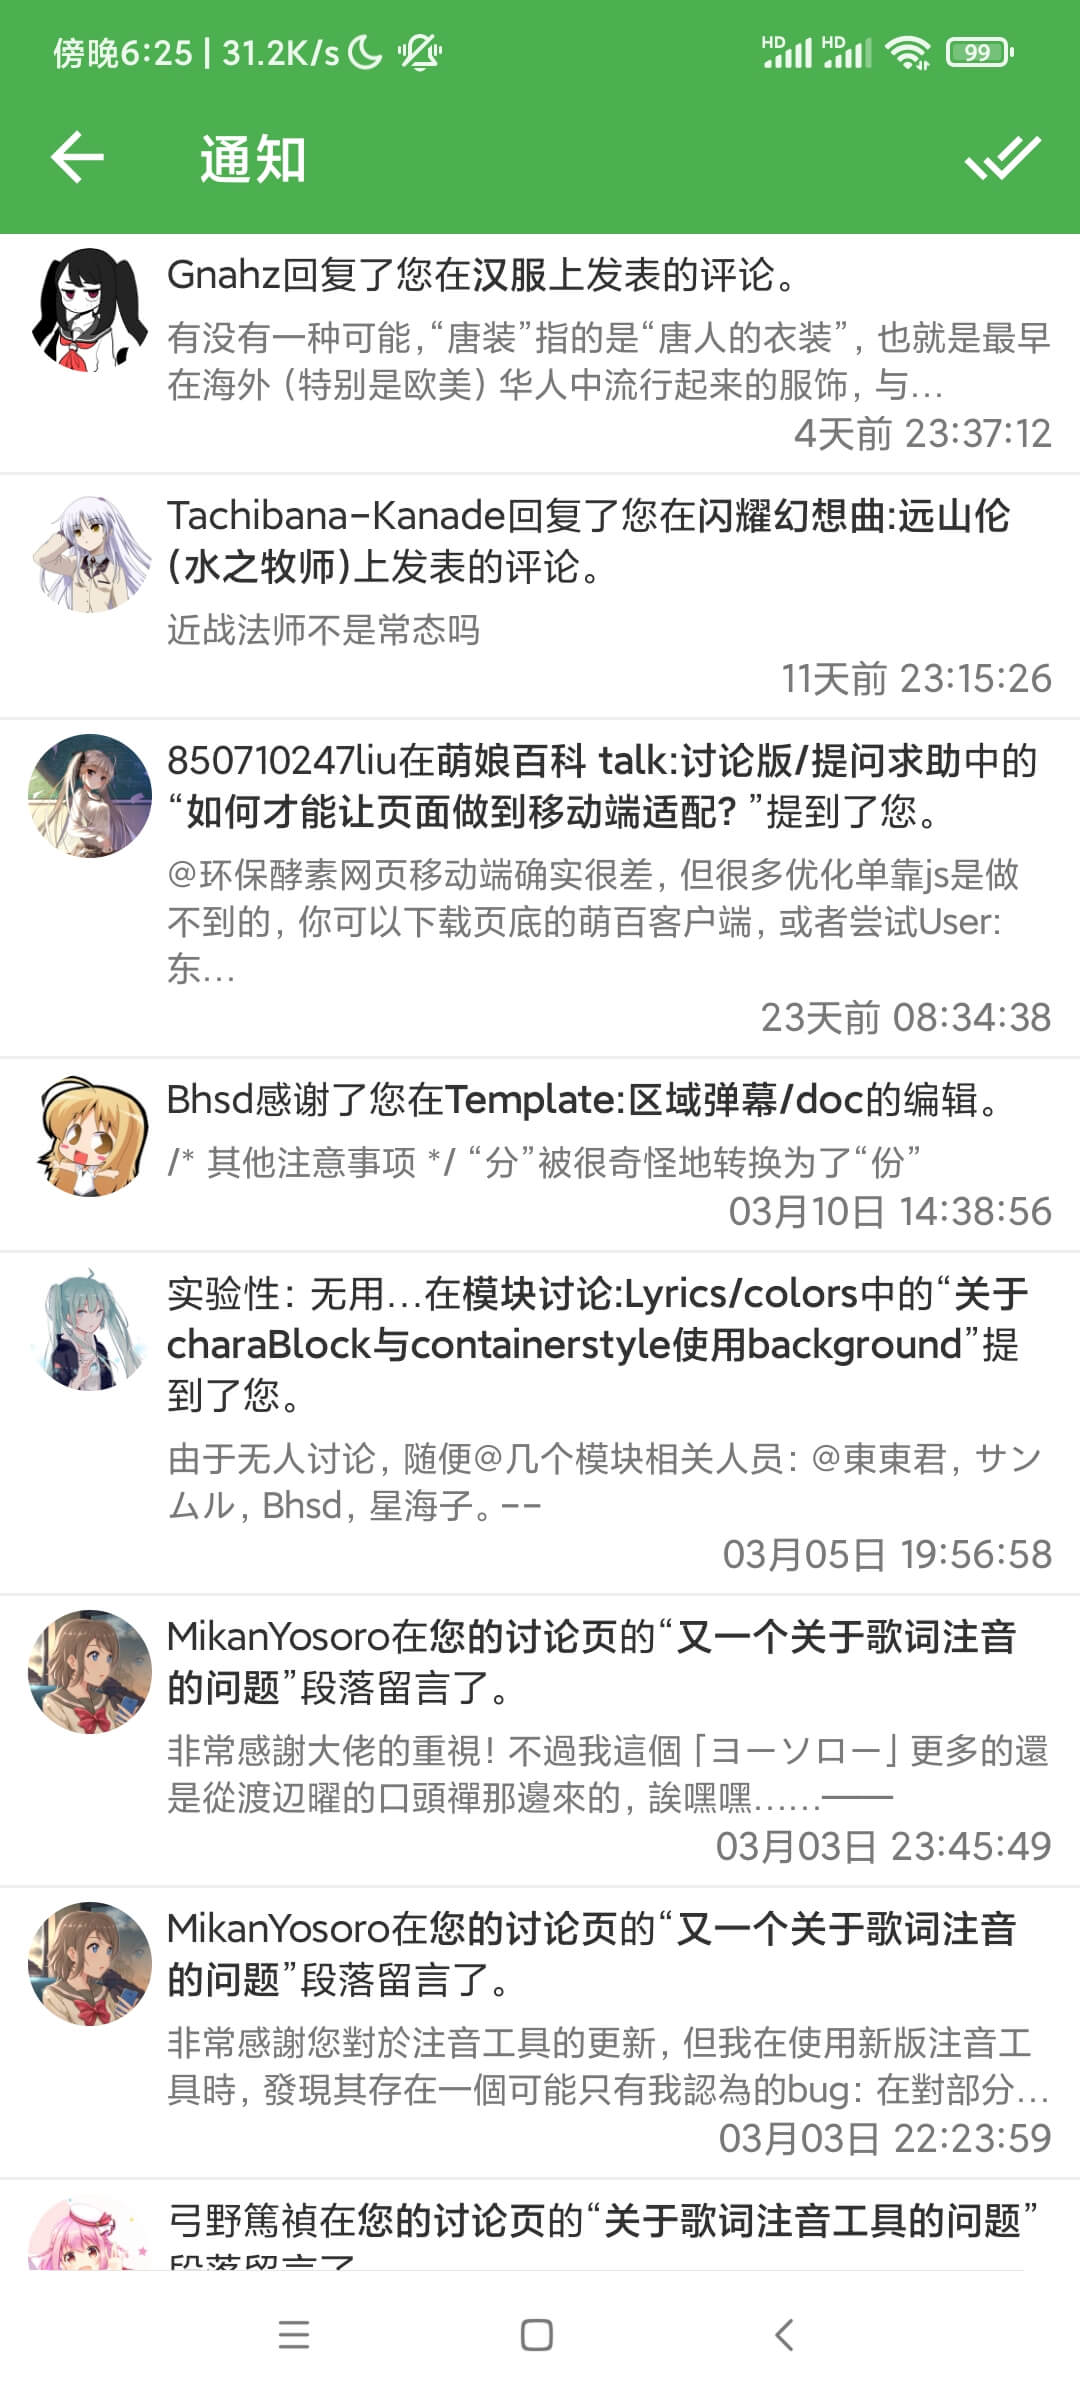 傍晚6:25 | 31.2K/s
HD HD 99
通知
Gnahz回复了您在汉服上发表的评论。
有没有一种可能，“唐装”指的是“唐人的衣装”，也就是最早
在海外（特别是欧美）华人中流行起来的服饰，与…
4天前 23:37:12
Tachibana-Kanade回复了您在闪耀幻想曲:远山伦
(水之牧师)上发表的评论。
近战法师不是常态吗
11天前 23:15:26
850710247liu在萌娘百科 talk:讨论版/提问求助中的
“如何才能让页面做到移动端适配？”提到了您。
@环保酵素网页移动端确实很差，但很多优化单靠js是做
不到的，你可以下载页底的萌百客户端，或者尝试User:
东…
23天前 08:34:38
Bhsd感谢了您在Template:区域弹幕/doc的编辑。
/* 其他注意事项 */ “分”被很奇怪地转换为了“份”
03月10日 14:38:56
实验性：无用…在模块讨论:Lyrics/colors中的“关于
charaBlock与containerstyle使用background”提
到了您。
由于无人讨论，随便@几个模块相关人员：@東東君，サン
ムル，Bhsd，星海子。--
03月05日 19:56:58
MikanYosoro在您的讨论页的“又一个关于歌词注音
的问题”段落留言了。
非常感謝大佬的重視！不過我這個「ヨーソロー」更多的還
是從渡辺曜的口頭禪那邊來的，誒嘿嘿……——
03月03日 23:45:49
MikanYosoro在您的讨论页的“又一个关于歌词注音
的问题”段落留言了。
非常感謝您對於注音工具的更新，但我在使用新版注音工
具時，發現其存在一個可能只有我認為的bug：在對部分…
03月03日 22:23:59
弓野篤禎在您的讨论页的“关于歌词注音工具的问题”
段落留言了